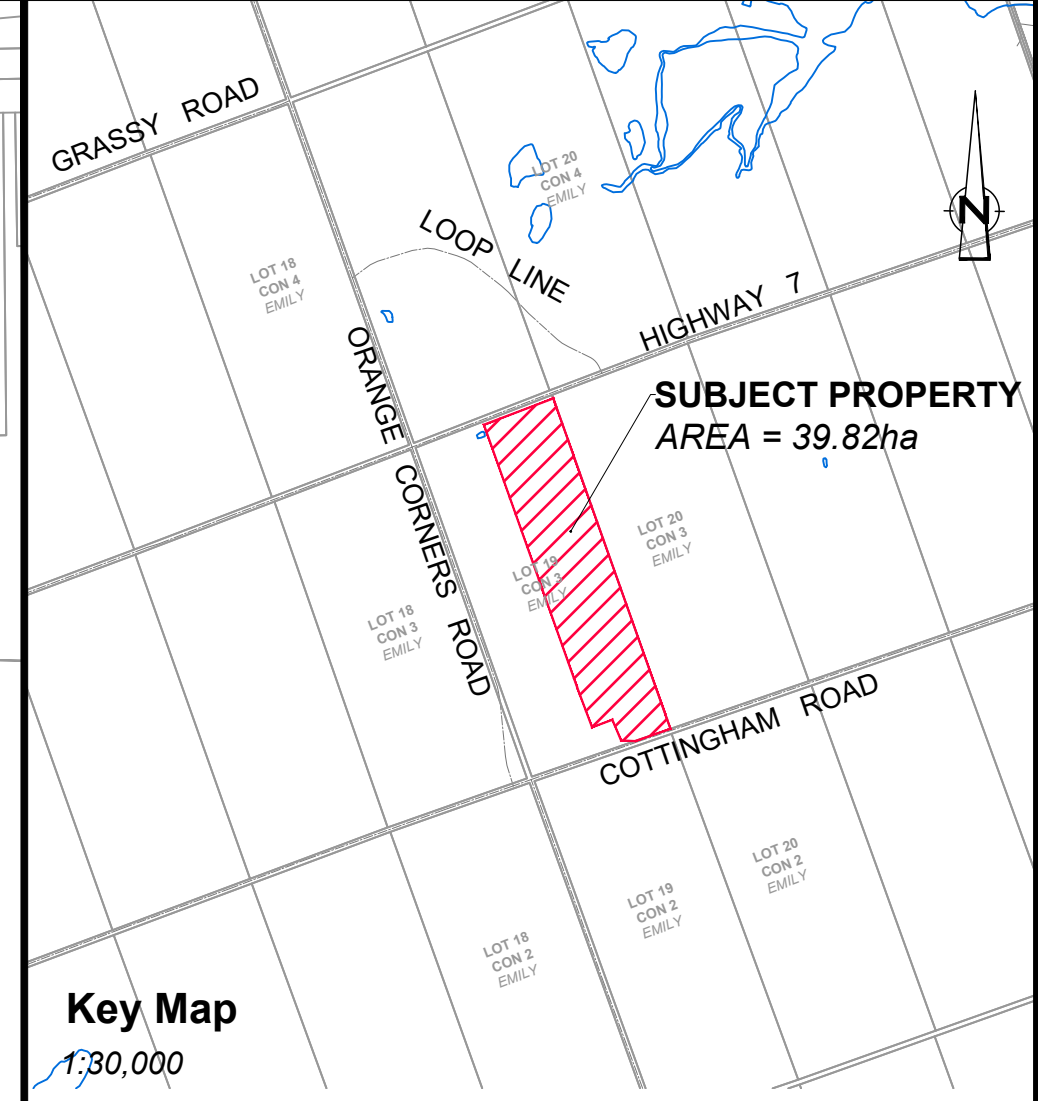 GRASSY ROAD
LOT 20
CON 4
EMILY
N
LOOP LINE
LOT 18
CON 4
EMILY
HIGHWAY 7
ORANGE CORNERS ROAD
SUBJECT PROPERTY
AREA = 39.82ha
LOT 20
CON 3
EMILY
LOT 19
CON 3
EMILY
LOT 18
CON 3
EMILY
COTTINGHAM ROAD
LOT 20
CON 2
EMILY
LOT 19
CON 2
EMILY
LOT 18
CON 2
EMILY
Key Map
1:30,000